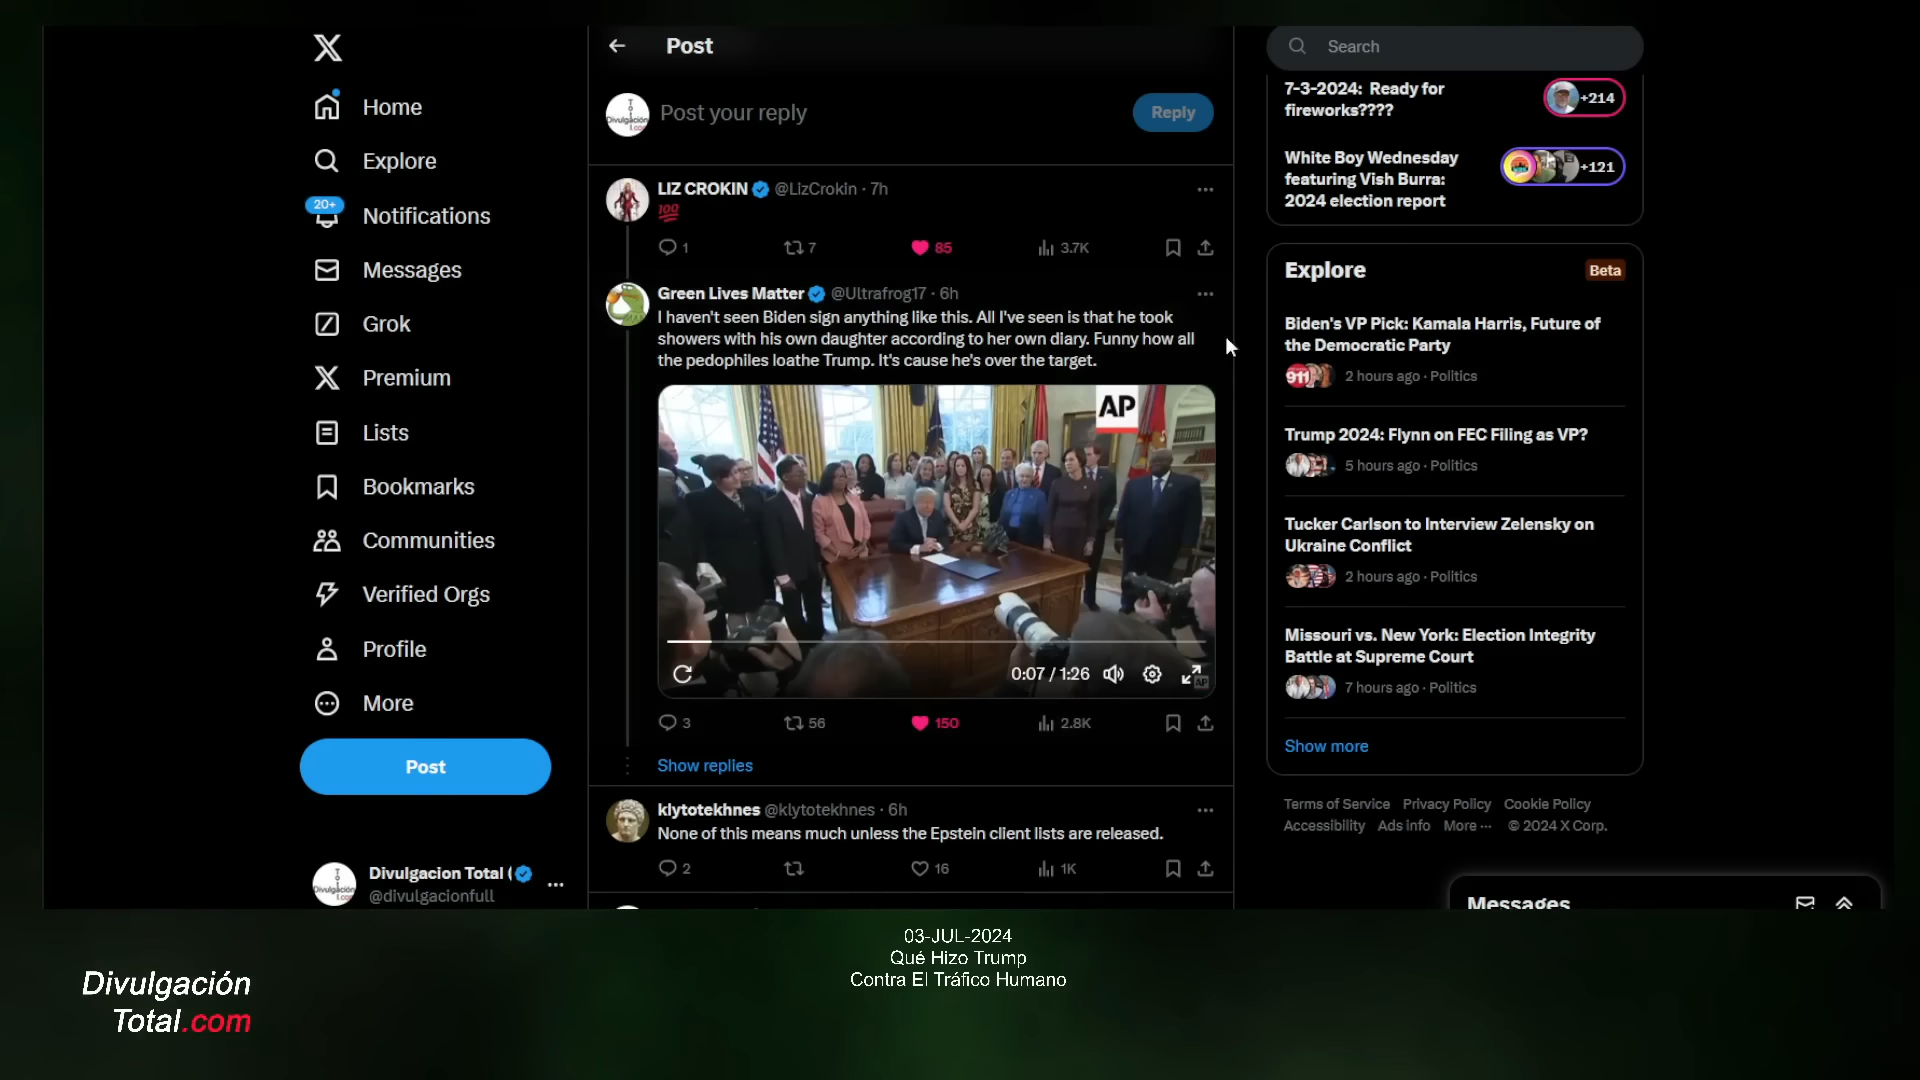 Home
Explore
20+
Notifications
Messages
Grok
Premium
Lists
Bookmarks
Communities
Verified Orgs
Profile
More
Post
Divulgacion Total (
@divulgacionfull
Post
Post your reply
Reply
LIZ CROKIN @LizCrokin · 7h
💯
1 7 85 3.7K
Green Lives Matter @Ultrafrog17 · 6h
I haven't seen Biden sign anything like this. All I've seen is that he took
showers with his own daughter according to her own diary. Funny how all
the pedophiles loathe Trump. It's cause he's over the target.
AP
0:07 / 1:26
AP
3 56 150 2.8K
Show replies
klytotekhnes @klytotekhnes · 6h
None of this means much unless the Epstein client lists are released.
2 16 1K
Search
7-3-2024: Ready for
fireworks????
+214
White Boy Wednesday
featuring Vish Burra:
2024 election report
+121
Explore
Beta
Biden's VP Pick: Kamala Harris, Future of
the Democratic Party
911
2 hours ago · Politics
Trump 2024: Flynn on FEC Filing as VP?
5 hours ago · Politics
Tucker Carlson to Interview Zelensky on
Ukraine Conflict
2 hours ago · Politics
Missouri vs. New York: Election Integrity
Battle at Supreme Court
7 hours ago · Politics
Show more
Terms of Service Privacy Policy Cookie Policy
Accessibility Ads info More ··· © 2024 X Corp.
Messages
03-JUL-2024
Qué Hizo Trump
Contra El Tráfico Humano
Divulgación
Total.com